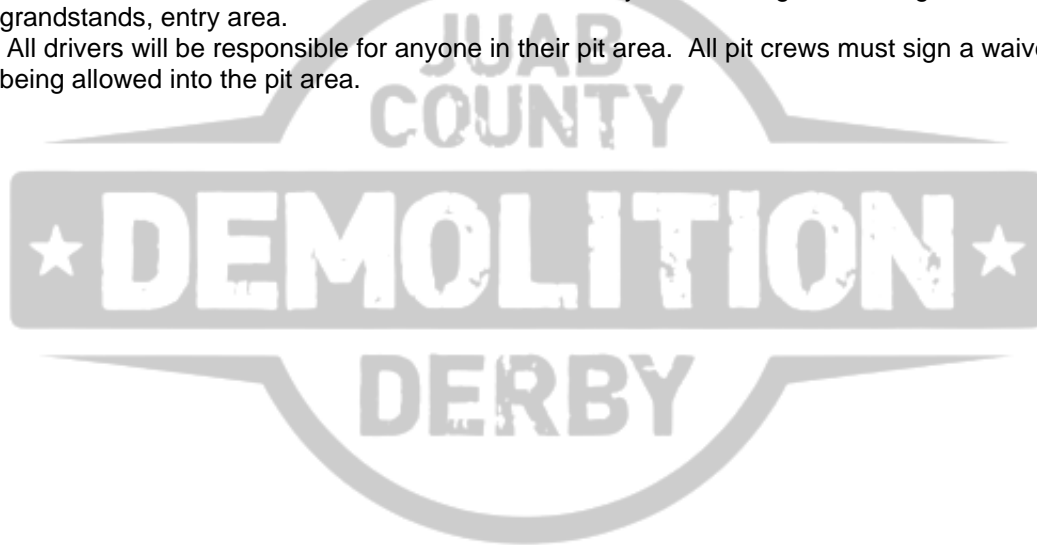 grandstands, entry area.
All drivers will be responsible for anyone in their pit area.  All pit crews must sign a
being allowed into the pit area.
JUAB
COUNTY
DEMOLITION
DERBY